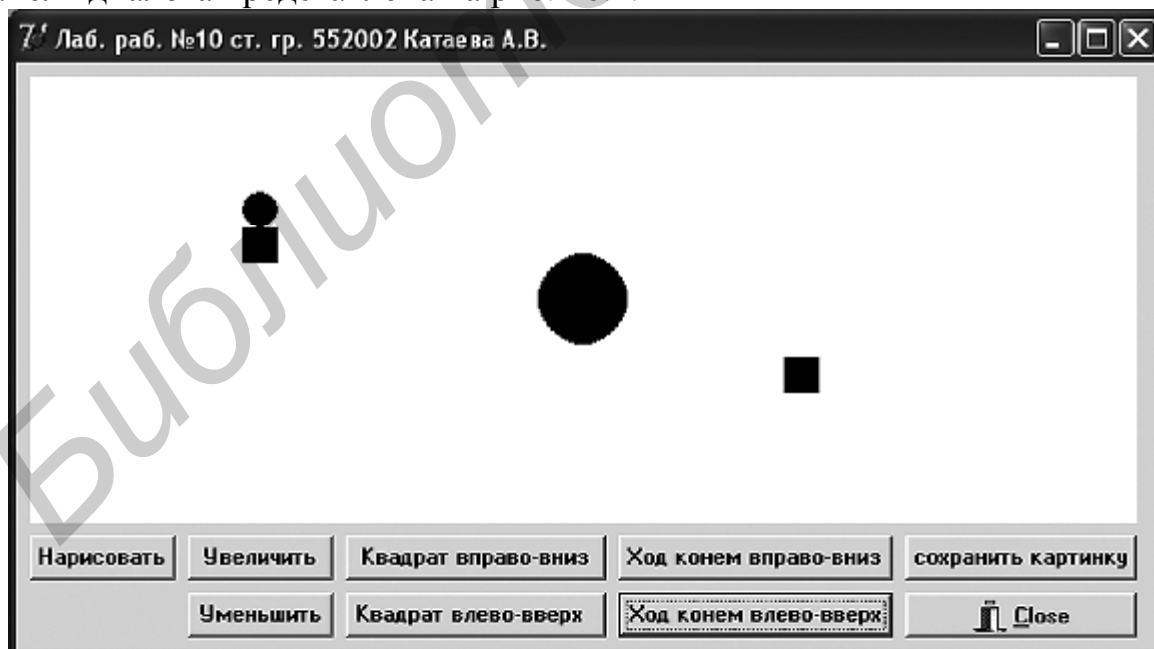 Лаб. раб. №10 ст. гр. 552002 Катаева А.В.
Нарисовать Увеличить Квадрат вправо-вниз Ход конем вправо-вниз сохранить картинку
Уменьшить Квадрат влево-вверх Ход конем влево-вверх Close